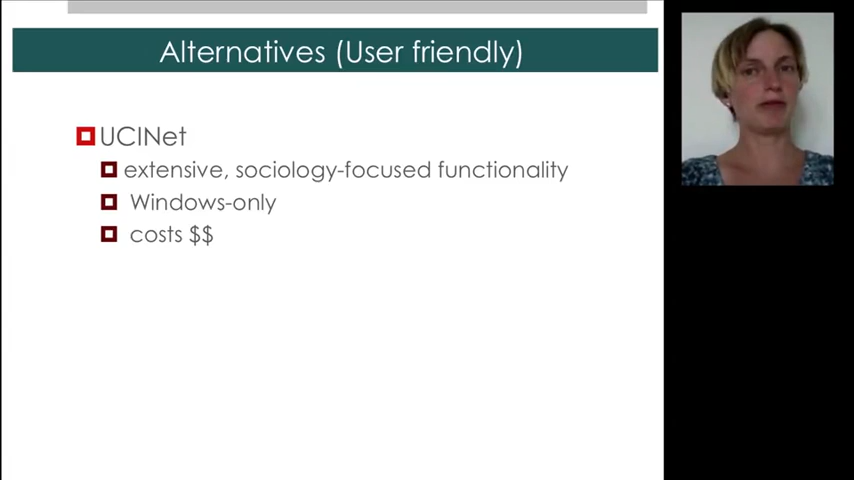 Alternatives (User friendly)
UCINet
extensive, sociology-focused functionality
Windows-only
costs $$